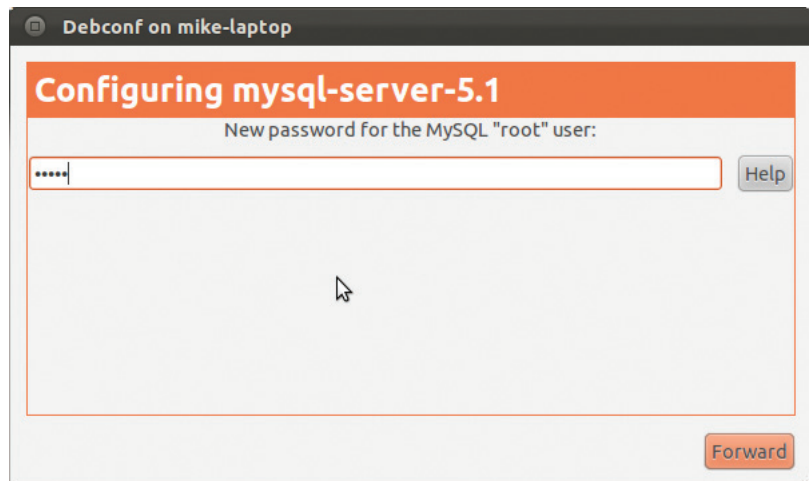 Debconf on mike-laptop
Configuring mysql-server-5.1
New password for the MySQL "root" user:
•••••
Help
Forward